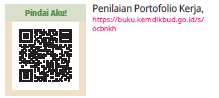 Pindai Aku!
Penilaian Portofolio Kerja,
https://buku.kemdikbud.go.id/s/
ocbnkh